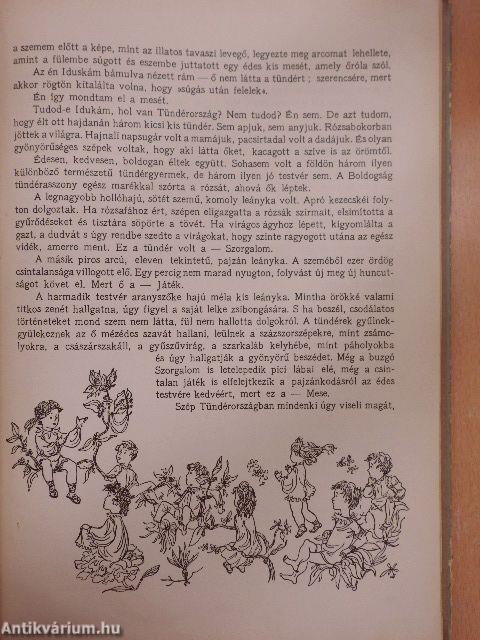 a szemem előtt a képe, mint az illatos tavaszi levegő, legyezte meg arcomat lehellete,
amint a fülembe súgott és eszembe juttatott egy édes kis mesét, amely őróla szól.
Az én Iduskám bámulva nézett rám — ő nem látta a tündért; szerencsére, mert
akkor rögtön kitalálta volna, hogy »súgás után felelek«.
Én így mondtam el a mesét.
Tudod-e Idukám, hol van Tündérország? Nem tudod? Én sem. De azt tudom,
hogy élt ott hajdanán három kicsi kis tündér. Sem apjuk, sem anyjuk. Rózsabokorban
jöttek a világra. Hajnali napsugár volt a mamájuk, pacsirtadal volt a dadájuk. És olyan
gyönyörűséges szépek voltak, hogy aki látta őket, kacagott a szíve is az örömtől.
Édesen, kedvesen, boldogan éltek együtt. Sohasem volt a földön három ilyen
különböző természetű tündérgyermek, de három ilyen jó testvér sem. A Boldogság
tündérasszony egész marékkal szórta a rózsát, ahová ők léptek.
A legnagyobb hollóhajú, sötét szemű, komoly leányka volt. Apró kezecskéi foly-
ton dolgoztak. Ha rózsafához ért, szépen eligazgatta a rózsák szirmait, elsimította a
gyűrődéseket és tisztára söpörte a tövét. Ha virágos ágyhoz lépett, kigyomlálta a
gazt, a dudvát s úgy rendbe szedte a virágokat, hogy szinte ragyogott utána az egész
vidék, amerre ment. Ez a tündér volt a — Szorgalom.
A másik piros arcú, eleven tekintetű, pajzán leányka. A szeméből ezer ördög
csintalansága villogott elő. Egy percig nem marad nyugton, folyvást új meg új huncut-
ságot követ el. Mert ő a — Játék.
A harmadik testvér aranyszőke hajú méla kis leányka. Mintha örökké valami
titkos zenét hallgatna, úgy figyel a saját lelke zsibongására. S ha beszél, csodálatos
történeteket mond szem nem látta, fül nem hallotta dolgokról. A tündérek gyűlnek-
gyülekeznek az ő mézédos szavát hallani, leülnek a százszorszépekre, mint zsámo-
lyokra, a császárszakáll, a gyűszűvirág, a szarkaláb kelyhébe, mint páholyokba
és úgy hallgatják a gyönyörű beszédet. Még a buzgó
Szorgalom is letelepedik pici lábai elé, még a csin-
talan játék is elfelejtkezik a pajzánkodásról az édes
testvére kedvéért, mert ez a — Mese.
Szép Tündérországban mindenki úgy viseli magát,
Antikvárium.hu